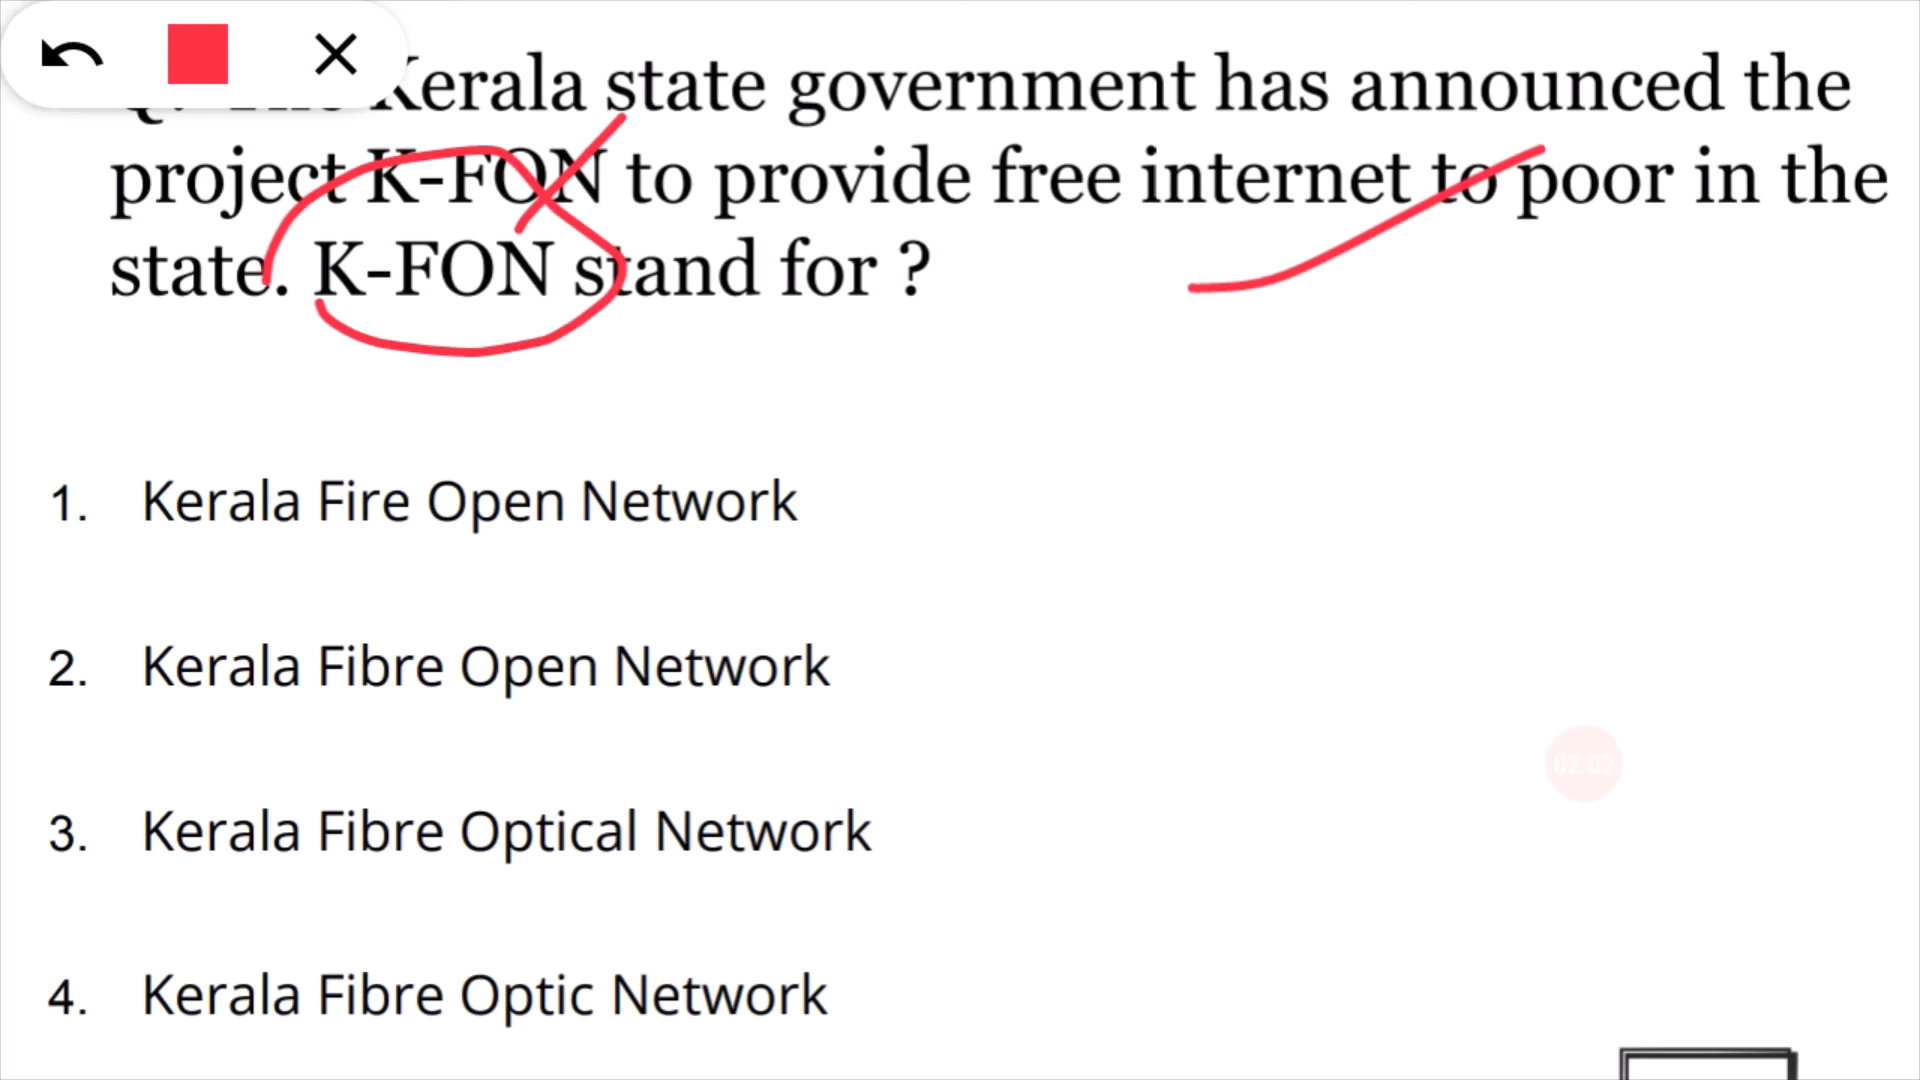 Kerala state government has announced the
project K-FON to provide free internet to poor in the
state. K-FON stand for ?
1. Kerala Fire Open Network
2. Kerala Fibre Open Network
3. Kerala Fibre Optical Network
4. Kerala Fibre Optic Network